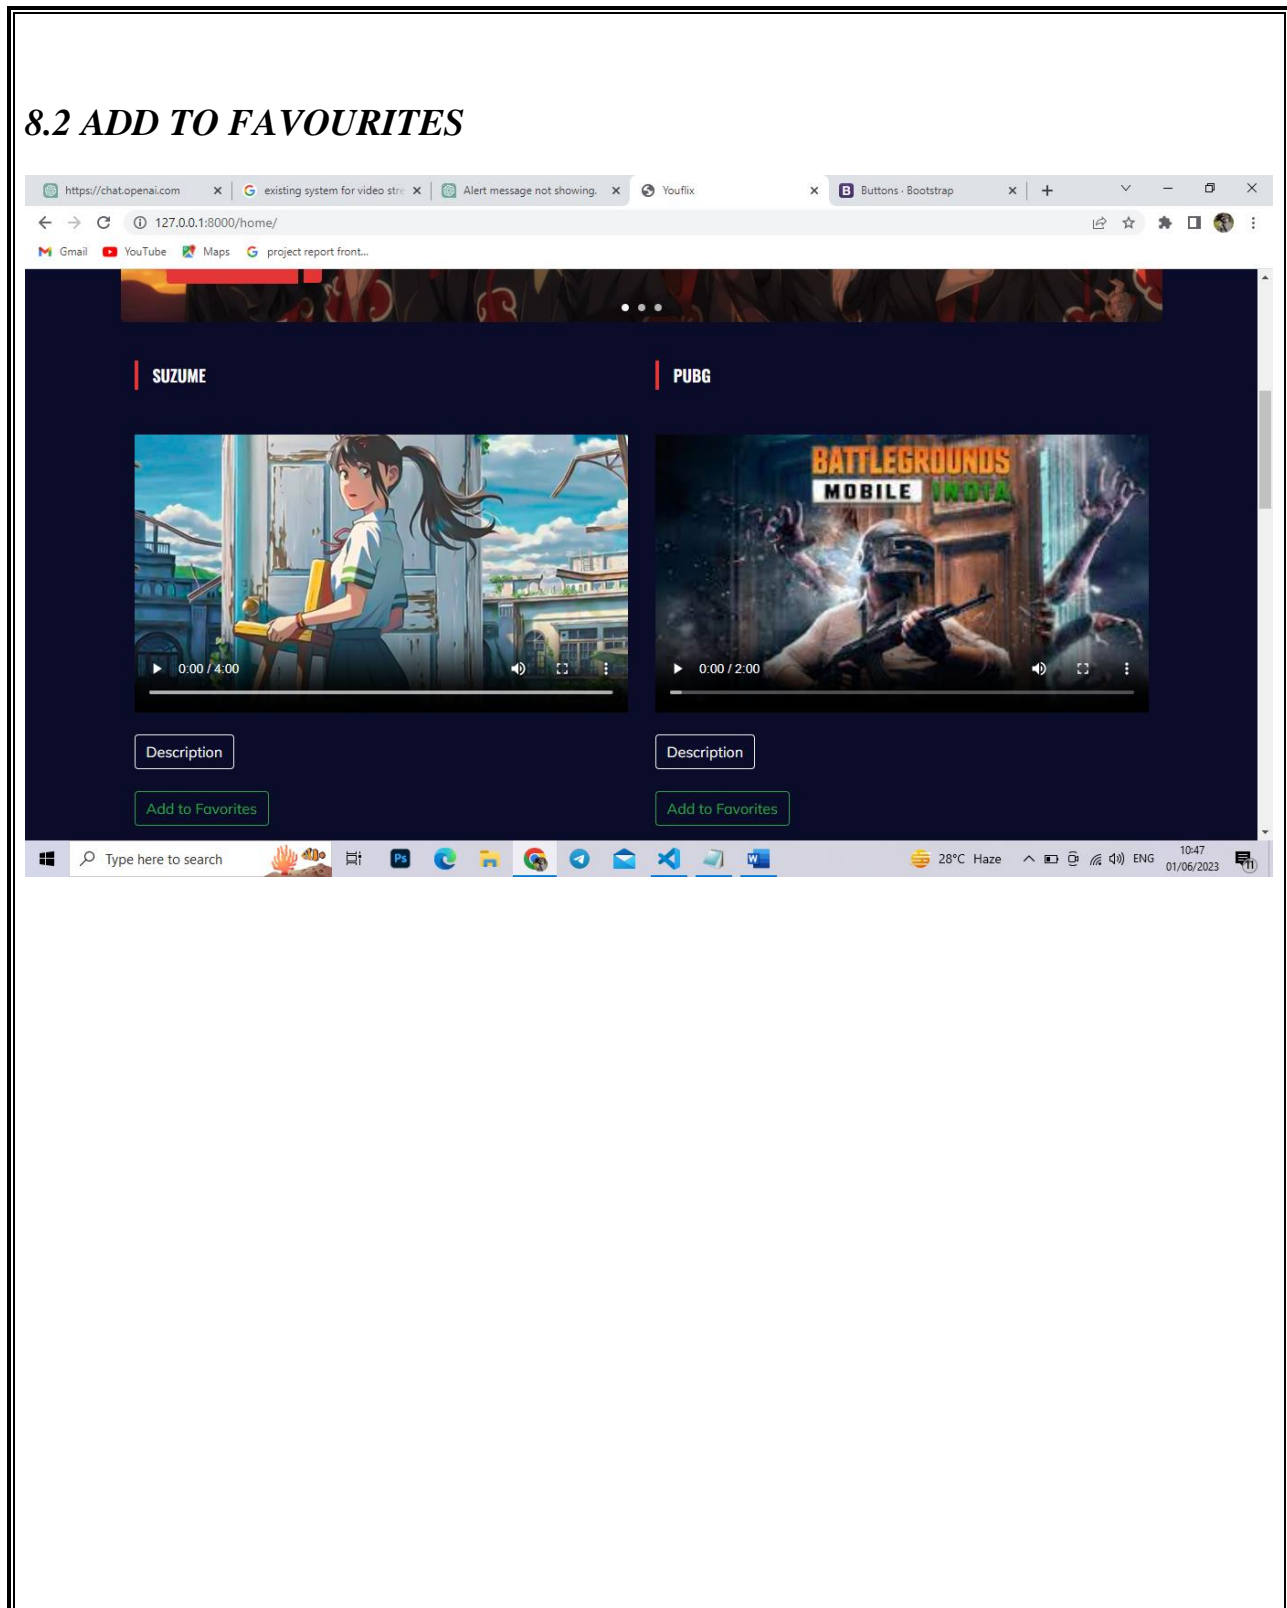 8.2 ADD TO FAVOURITES
https://chat.openai.com
existing system for video stre
Alert message not showing.
Youflix
Buttons · Bootstrap
127.0.0.1:8000/home/
Gmail
YouTube
Maps
project report front...
SUZUME
PUBG
BATTLEGROUNDS
MOBILE INDIA
0:00 / 4:00
0:00 / 2:00
Description
Description
Add to Favorites
Add to Favorites
Type here to search
Ps
28°C Haze
ENG
10:47
01/06/2023
11